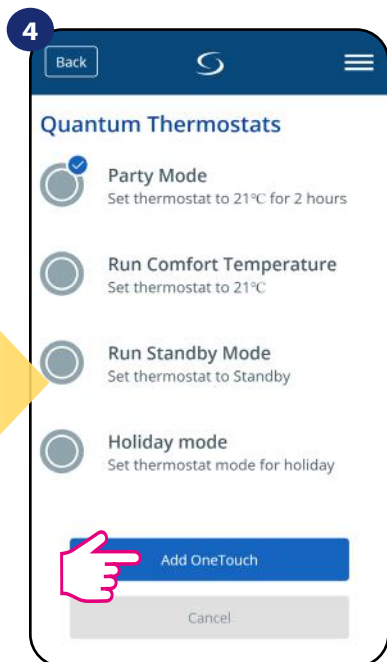 4
Back
Quantum Thermostats
Party Mode
Set thermostat to 21℃ for 2 hours
Run Comfort Temperature
Set thermostat to 21℃
Run Standby Mode
Set thermostat to Standby
Holiday mode
Set thermostat mode for holiday
Add OneTouch
Cancel